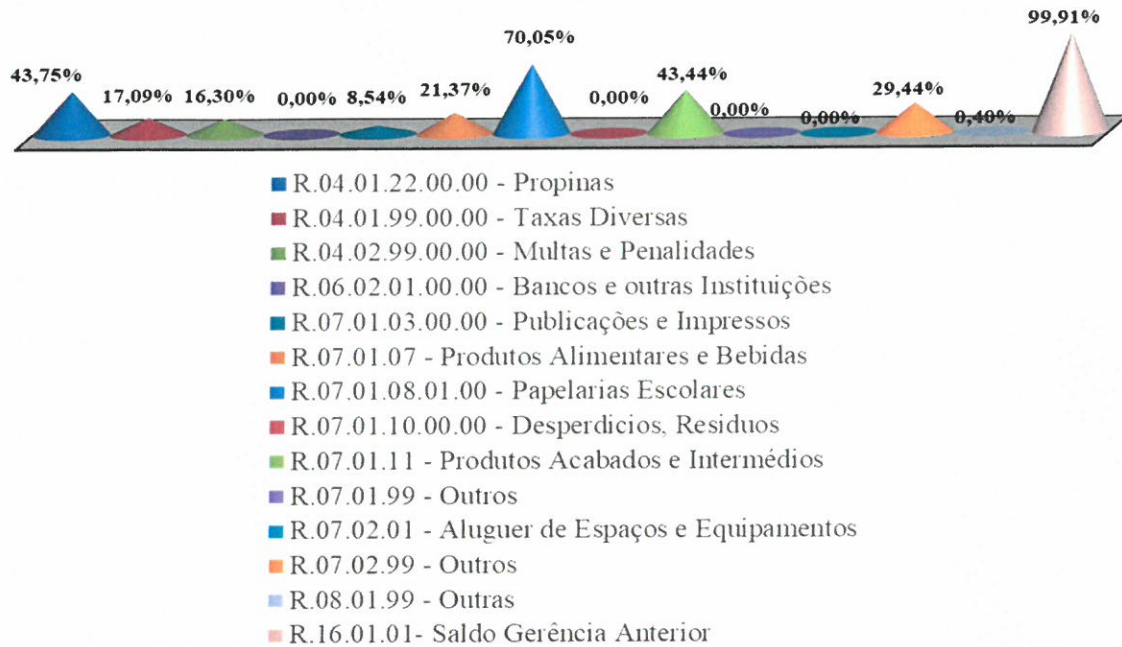 99,91%
70,05%
43,75% 17,09% 16,30% 0,00% 8,54% 21,37% 0,00% 43,44% 0,00% 0,00% 29,44% 0,40%
R.04.01.22.00.00 - Propinas
R.04.01.99.00.00 - Taxas Diversas
R.04.02.99.00.00 - Multas e Penalidades
R.06.02.01.00.00 - Bancos e outras Instituições
R.07.01.03.00.00 - Publicações e Impressos
R.07.01.07 - Produtos Alimentares e Bebidas
R.07.01.08.01.00 - Papelarias Escolares
R.07.01.10.00.00 - Desperdicios, Residuos
R.07.01.11 - Produtos Acabados e Intermédios
R.07.01.99 - Outros
R.07.02.01 - Aluguer de Espaços e Equipamentos
R.07.02.99 - Outros
R.08.01.99 - Outras
R.16.01.01- Saldo Gerência Anterior